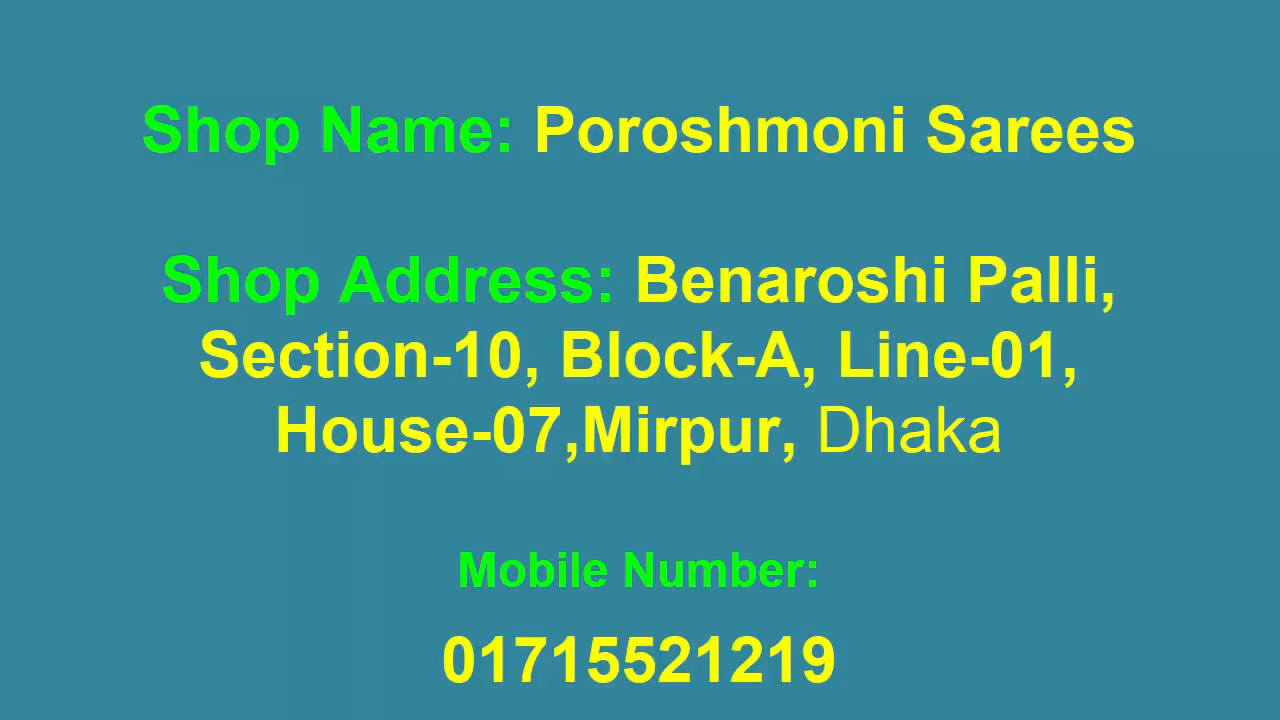 Shop Name: Poroshmoni Sarees
Shop Address: Benaroshi Palli,
Section-10, Block-A, Line-01,
House-07,Mirpur, Dhaka
Mobile Number:
01715521219